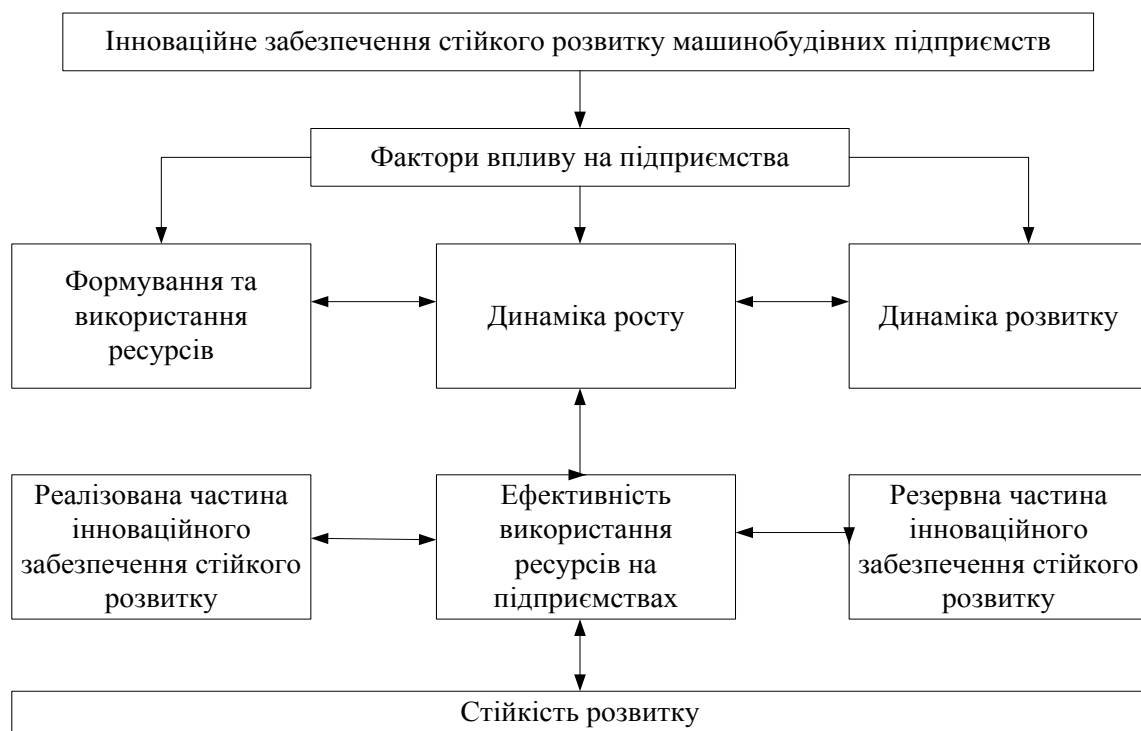 Інноваційне забезпечення стійкого розвитку машинобудівних підприємств
Фактори впливу на підприємства
Формування та
використання
ресурсів
Динаміка росту
Динаміка розвитку
Реалізована частина
інноваційного
забезпечення стійкого
розвитку
Ефективність
використання
ресурсів на
підприємствах
Резервна частина
інноваційного
забезпечення стійкого
розвитку
Стійкість розвитку